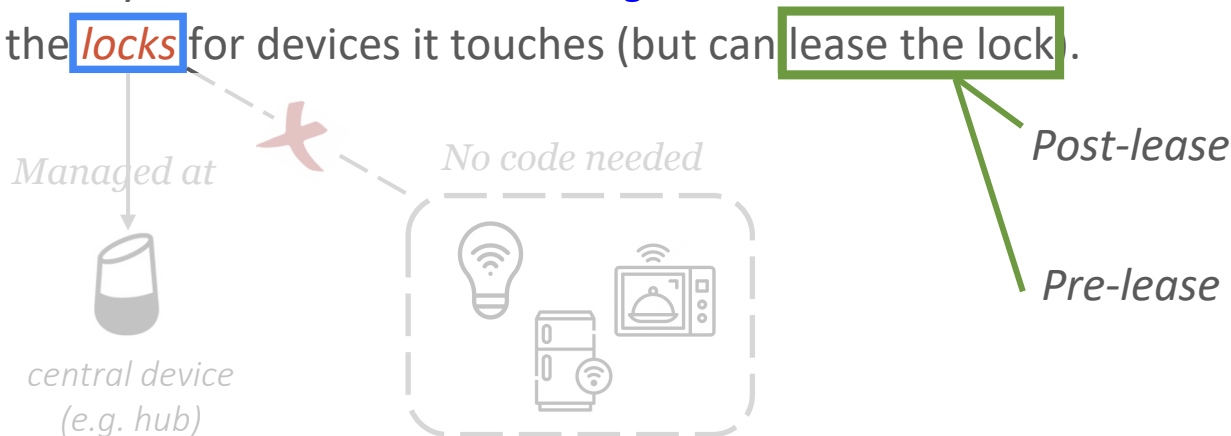 the locks for devices it touches (but can lease the lock).
Post-lease
Managed at
No code needed
Pre-lease
central device
(e.g. hub)